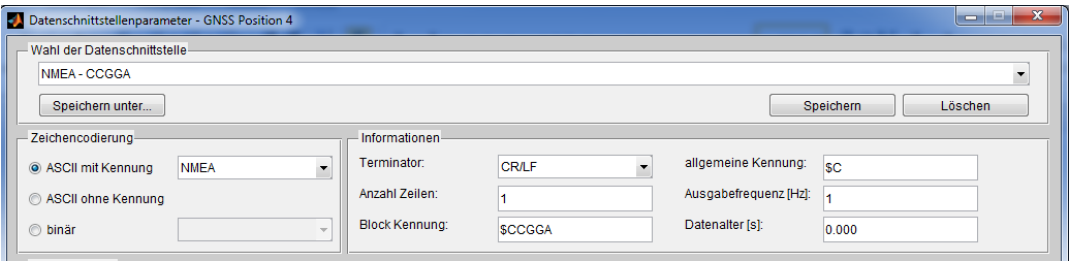 Datenschnittstellenparameter - GNSS Position 4
Wahl der Datenschnittstelle
NMEA - CCGGA
Speichern unter... Speichern Löschen
Zeichencodierung Informationen
ASCII mit Kennung NMEA Terminator: CR/LF allgemeine Kennung: $C
ASCII ohne Kennung Anzahl Zeilen: 1 Ausgabefrequenz [Hz]: 1
binär Block Kennung: $CCGGA Datenalter [s]: 0.000